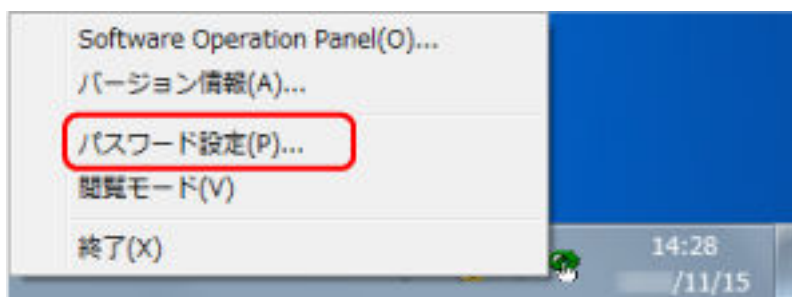 Software Operation Panel(O)...
バージョン情報(A)...
パスワード設定(P)...
閲覧モード(V)
終了(X)
14:28
/11/15